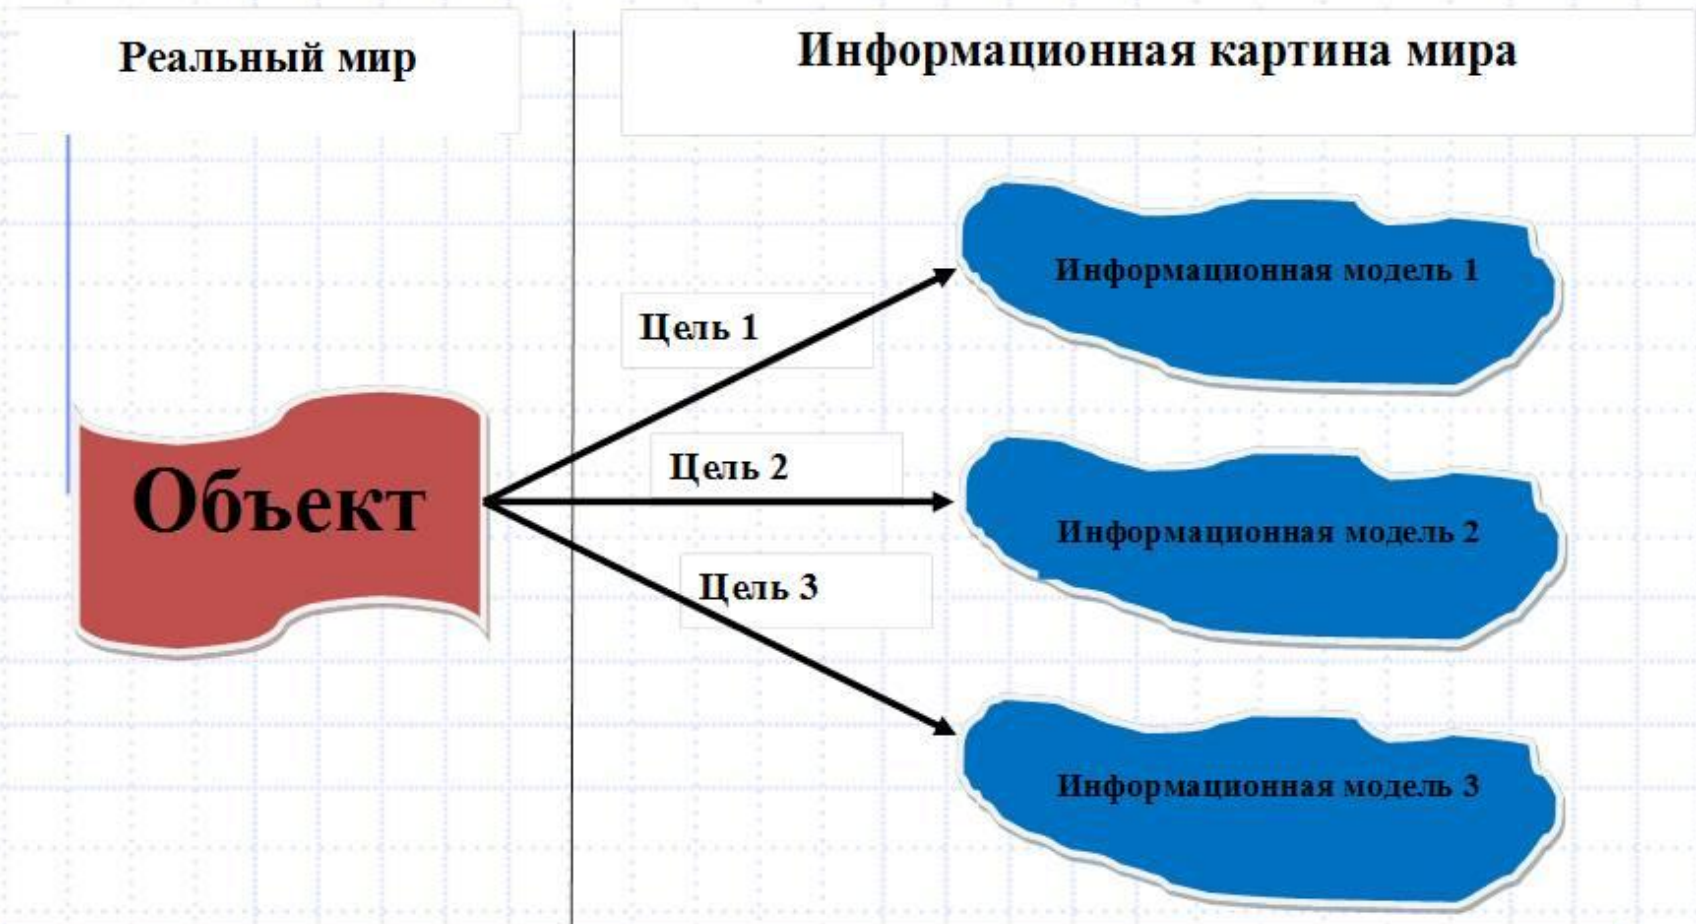 Реальный мир
Информационная картина мира
Информационная модель 1
Цель 1
Цель 2
Объект
Информационная модель 2
Цель 3
Информационная модель 3